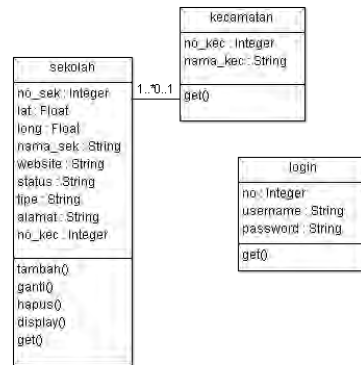 kecamatan
no_kec : Integer
nama_kec : String
get()
sekolah
no_sek : Integer
lat : Float
long : Float
nama_sek : String
website : String
status : String
tipe : String
alamat : String
no_kec : Integer
tambah()
ganti()
hapus()
display()
get()
1..*0..1
login
no : Integer
username : String
password : String
get()